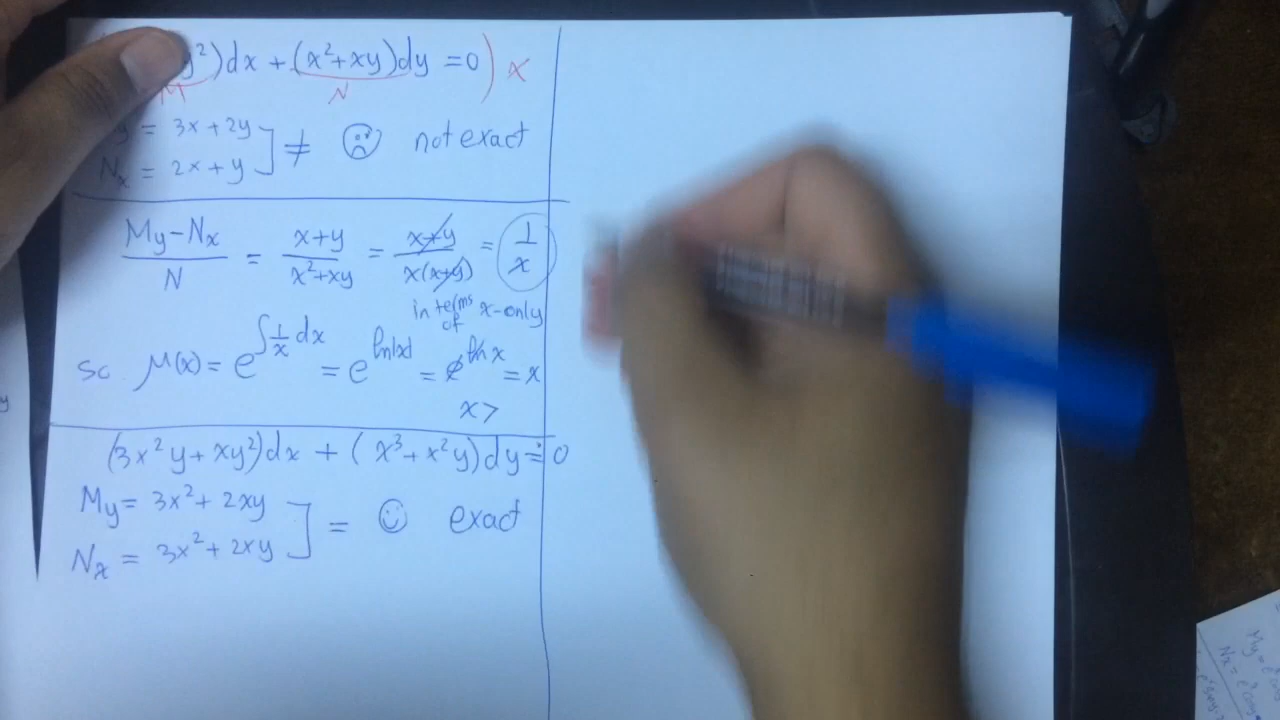 y²)dx + (x²+xy)dy = 0) x
M N
y = 3x+2y
Nx = 2x+y ] ≠ ☹ not exact
My-Nx / N = x+y / x²+xy = x+y / x(x+y) = 1/x
in terms of x-only
so μ(x) = e^∫1/x dx = e^ln|x| = e^ln x = x
x>
(3x²y+xy²)dx + (x³+x²y)dy = 0
My = 3x²+2xy
Nx = 3x²+2xy ] = ☺ exact
y